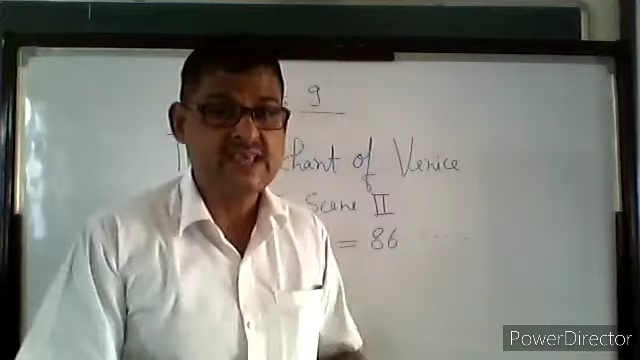 : 9
chant of Venice
Scene II
= 86
PowerDirector